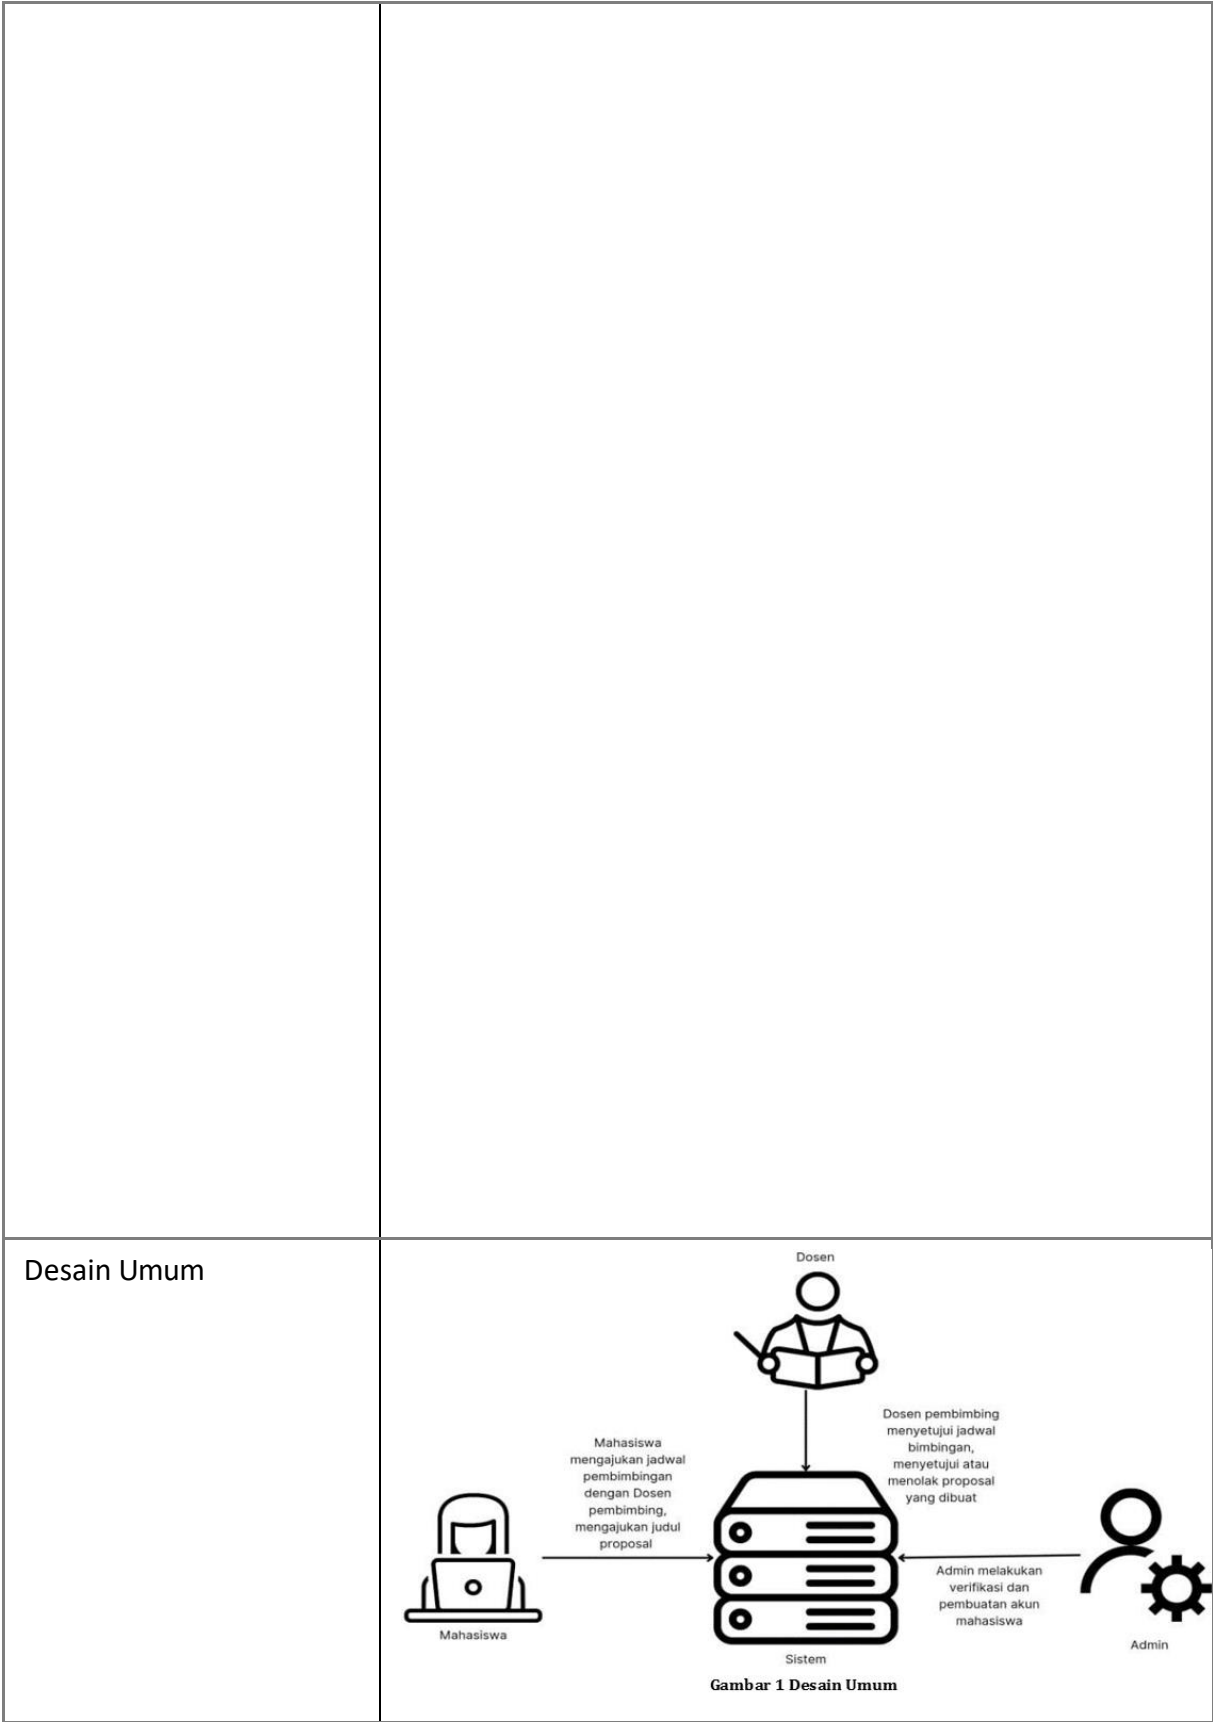 Desain Umum
Dosen
Dosen pembimbing
menyetujui jadwal
bimbingan,
menyetujui atau
menolak proposal
yang dibuat
Mahasiswa
mengajukan jadwal
pembimbingan
dengan Dosen
pembimbing,
mengajukan judul
proposal
Admin melakukan
verifikasi dan
pembuatan akun
mahasiswa
Mahasiswa
Admin
Sistem
Gambar 1 Desain Umum